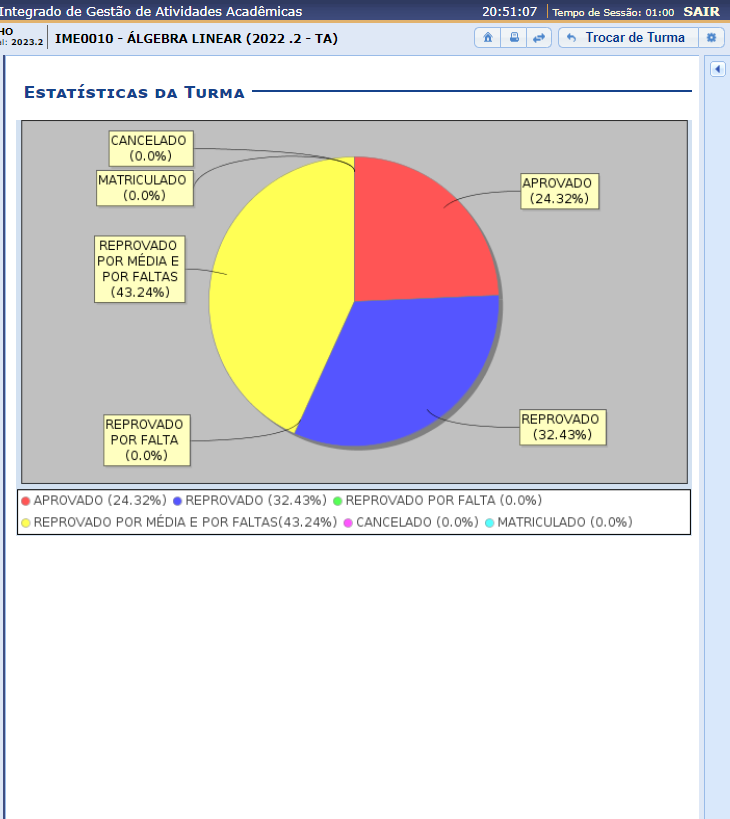 Integrado de Gestão de Atividades Acadêmicas 20:51:07 Tempo de Sessão: 01:00 SAIR
HO
el: 2023.2 IME0010 - ÁLGEBRA LINEAR (2022 .2 - TA) Trocar de Turma
ESTATÍSTICAS DA TURMA
CANCELADO
(0.0%)
MATRICULADO
(0.0%)
APROVADO
(24.32%)
REPROVADO
POR MÉDIA E
POR FALTAS
(43.24%)
REPROVADO
POR FALTA
(0.0%)
REPROVADO
(32.43%)
APROVADO (24.32%) REPROVADO (32.43%) REPROVADO POR FALTA (0.0%)
REPROVADO POR MÉDIA E POR FALTAS(43.24%) CANCELADO (0.0%) MATRICULADO (0.0%)